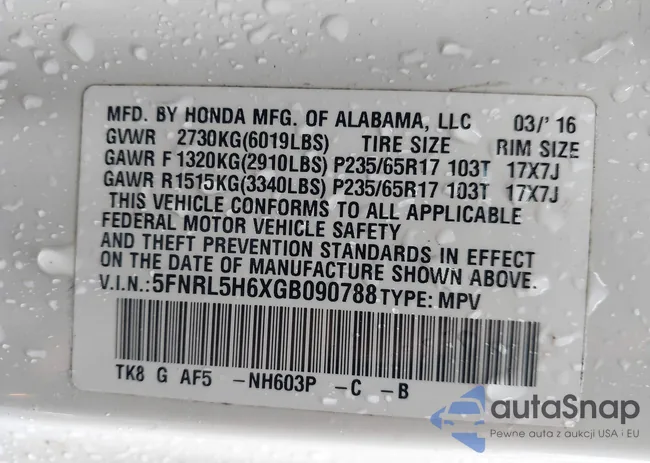 MFD. BY HONDA MFG. OF ALABAMA, LLC 03/' 16
GVWR 2730KG(6019LBS) TIRE SIZE RIM SIZE
GAWR F 1320KG(2910LBS) P235/65R17 103T 17X7J
GAWR R1515KG(3340LBS) P235/65R17 103T 17X7J
THIS VEHICLE CONFORMS TO ALL APPLICABLE
FEDERAL MOTOR VEHICLE SAFETY
AND THEFT PREVENTION STANDARDS IN EFFECT
ON THE DATE OF MANUFACTURE SHOWN ABOVE.
V.I.N.:5FNRL5H6XGB090788 TYPE: MPV
TK8 G AF5 -NH603P -C -B
autaSnap
Pewne auta z aukcji USA i EU